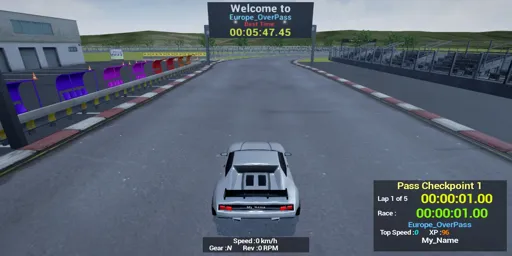 Welcome to
Europe_OverPass
Best Time
00:05:47.45
My_Name
Speed :0 km/h
Gear :N Rev :0 RPM
Pass Checkpoint 1
Lap 1 of 5 00:00:01.00
Race : 00:00:01.00
Europe_OverPass
Top Speed :0 XP :96
My_Name